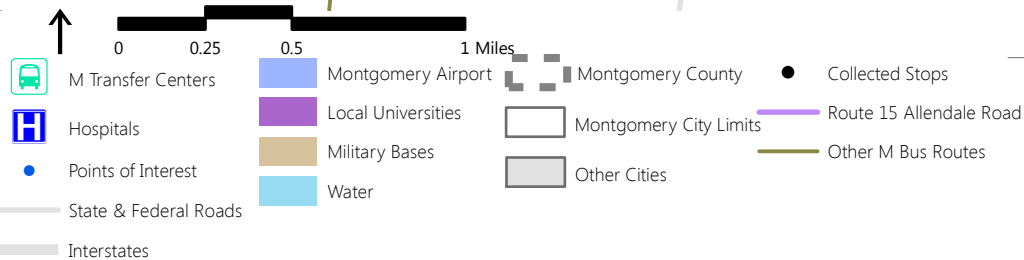 0 0.25 0.5 1 Miles
M Transfer Centers
H Hospitals
Points of Interest
State & Federal Roads
Interstates
Montgomery Airport
Local Universities
Military Bases
Water
Montgomery County
Montgomery City Limits
Other Cities
Collected Stops
Route 15 Allendale Road
Other M Bus Routes